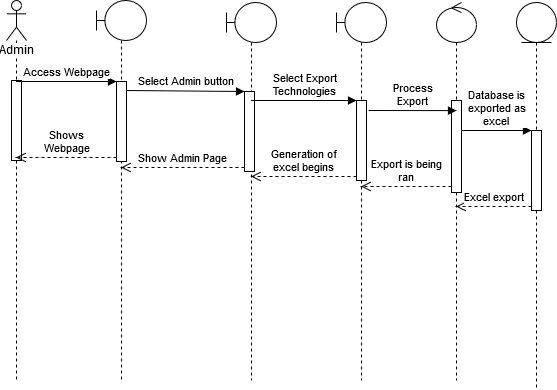 Admin
Access Webpage
Select Admin button
Select Export
Technologies
Process
Export
Database is
exported as
excel
Shows
Webpage
Show Admin Page
Generation of
excel begins
Export is being
ran
Excel export